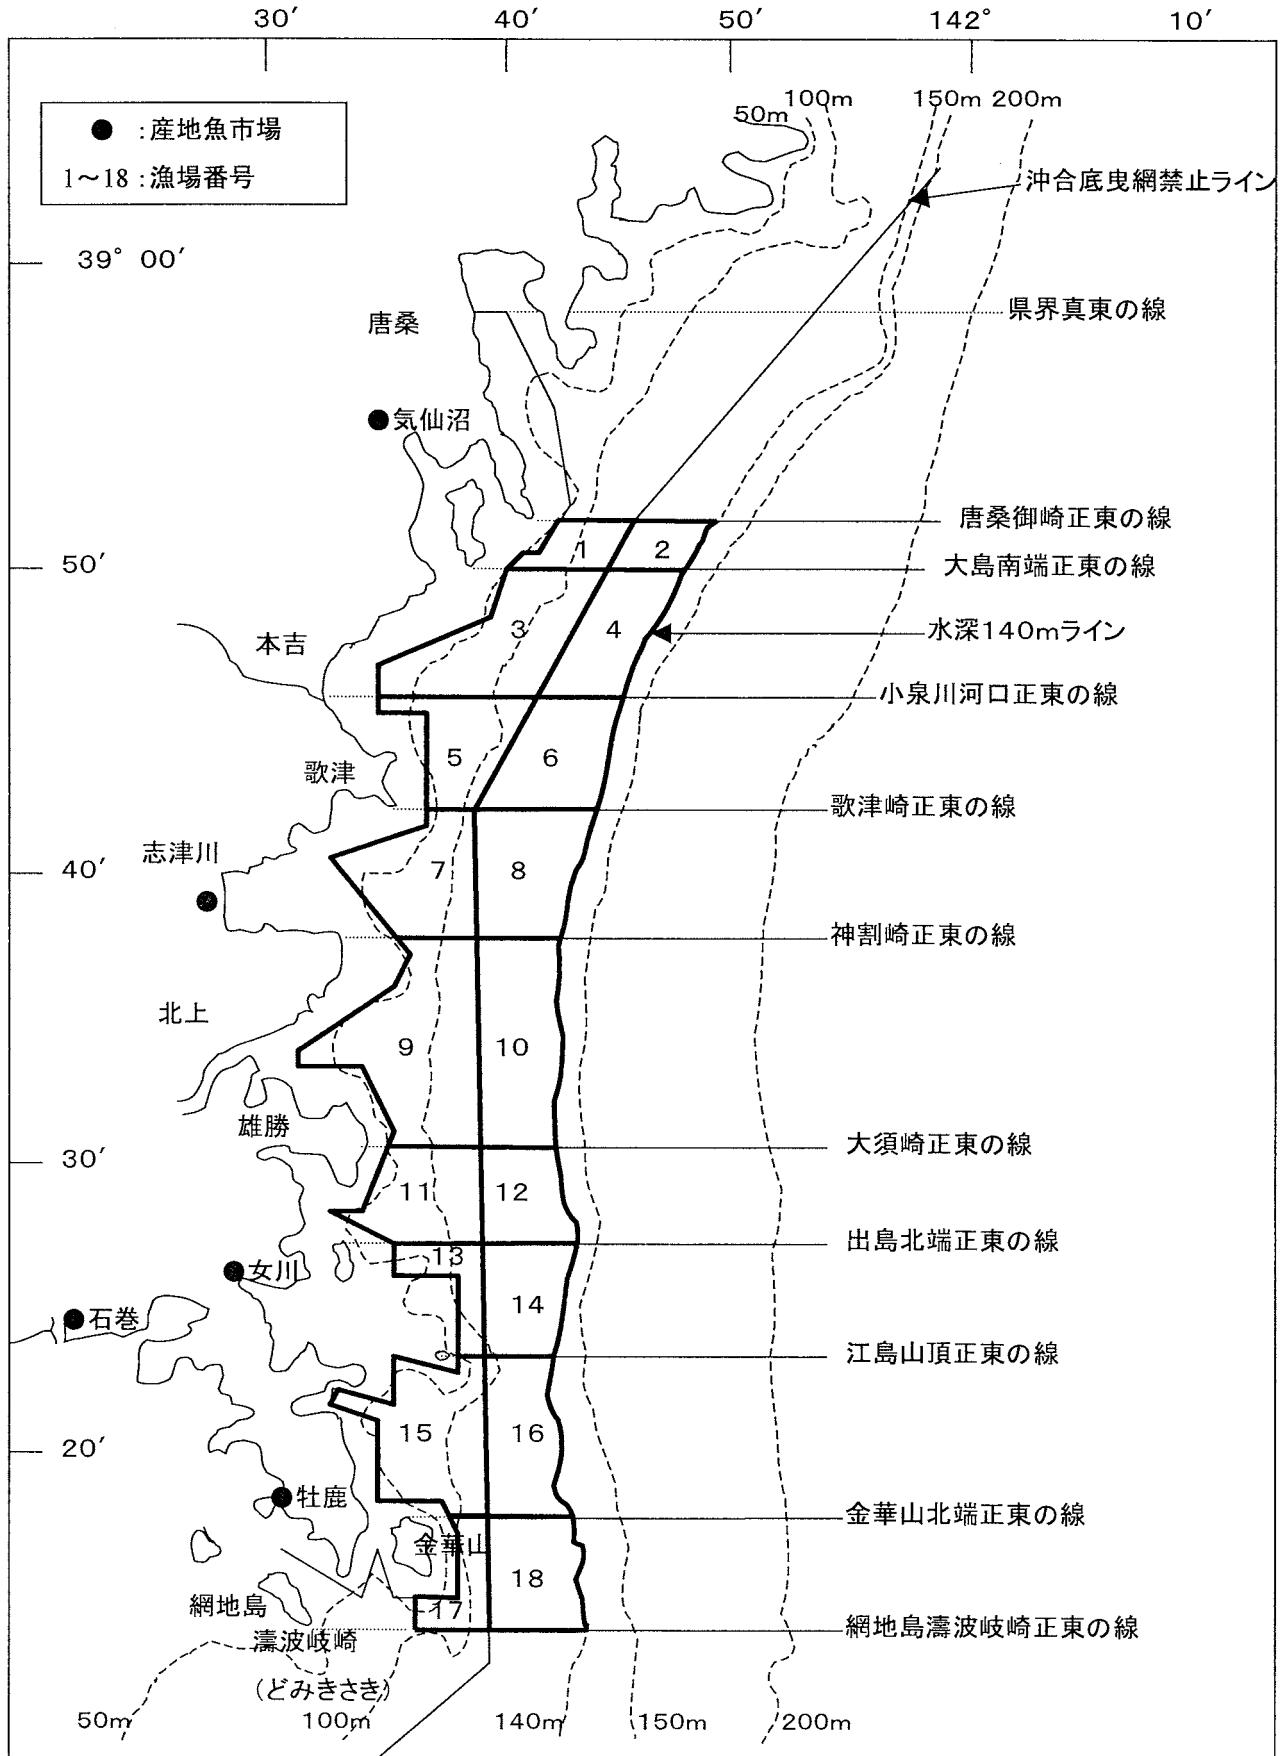 30′ 40′ 50′ 142° 10′
50m 100m 150m 200m
● :産地魚市場
1～18 :漁場番号
沖合底曳網禁止ライン
39° 00′
県界真東の線
唐桑
気仙沼
唐桑御崎正東の線
1 2
50′
大島南端正東の線
3 4
水深140mライン
本吉
小泉川河口正東の線
5 6
歌津
歌津崎正東の線
志津川
40′
7 8
神割崎正東の線
北上
9 10
雄勝
大須崎正東の線
30′
11 12
出島北端正東の線
13
女川
14
石巻
江島山頂正東の線
15 16
20′
牡鹿
金華山北端正東の線
金華山
18
網地島
17
濤波岐崎
網地島濤波岐崎正東の線
(どみきさき)
50m 100m 140m 150m 200m